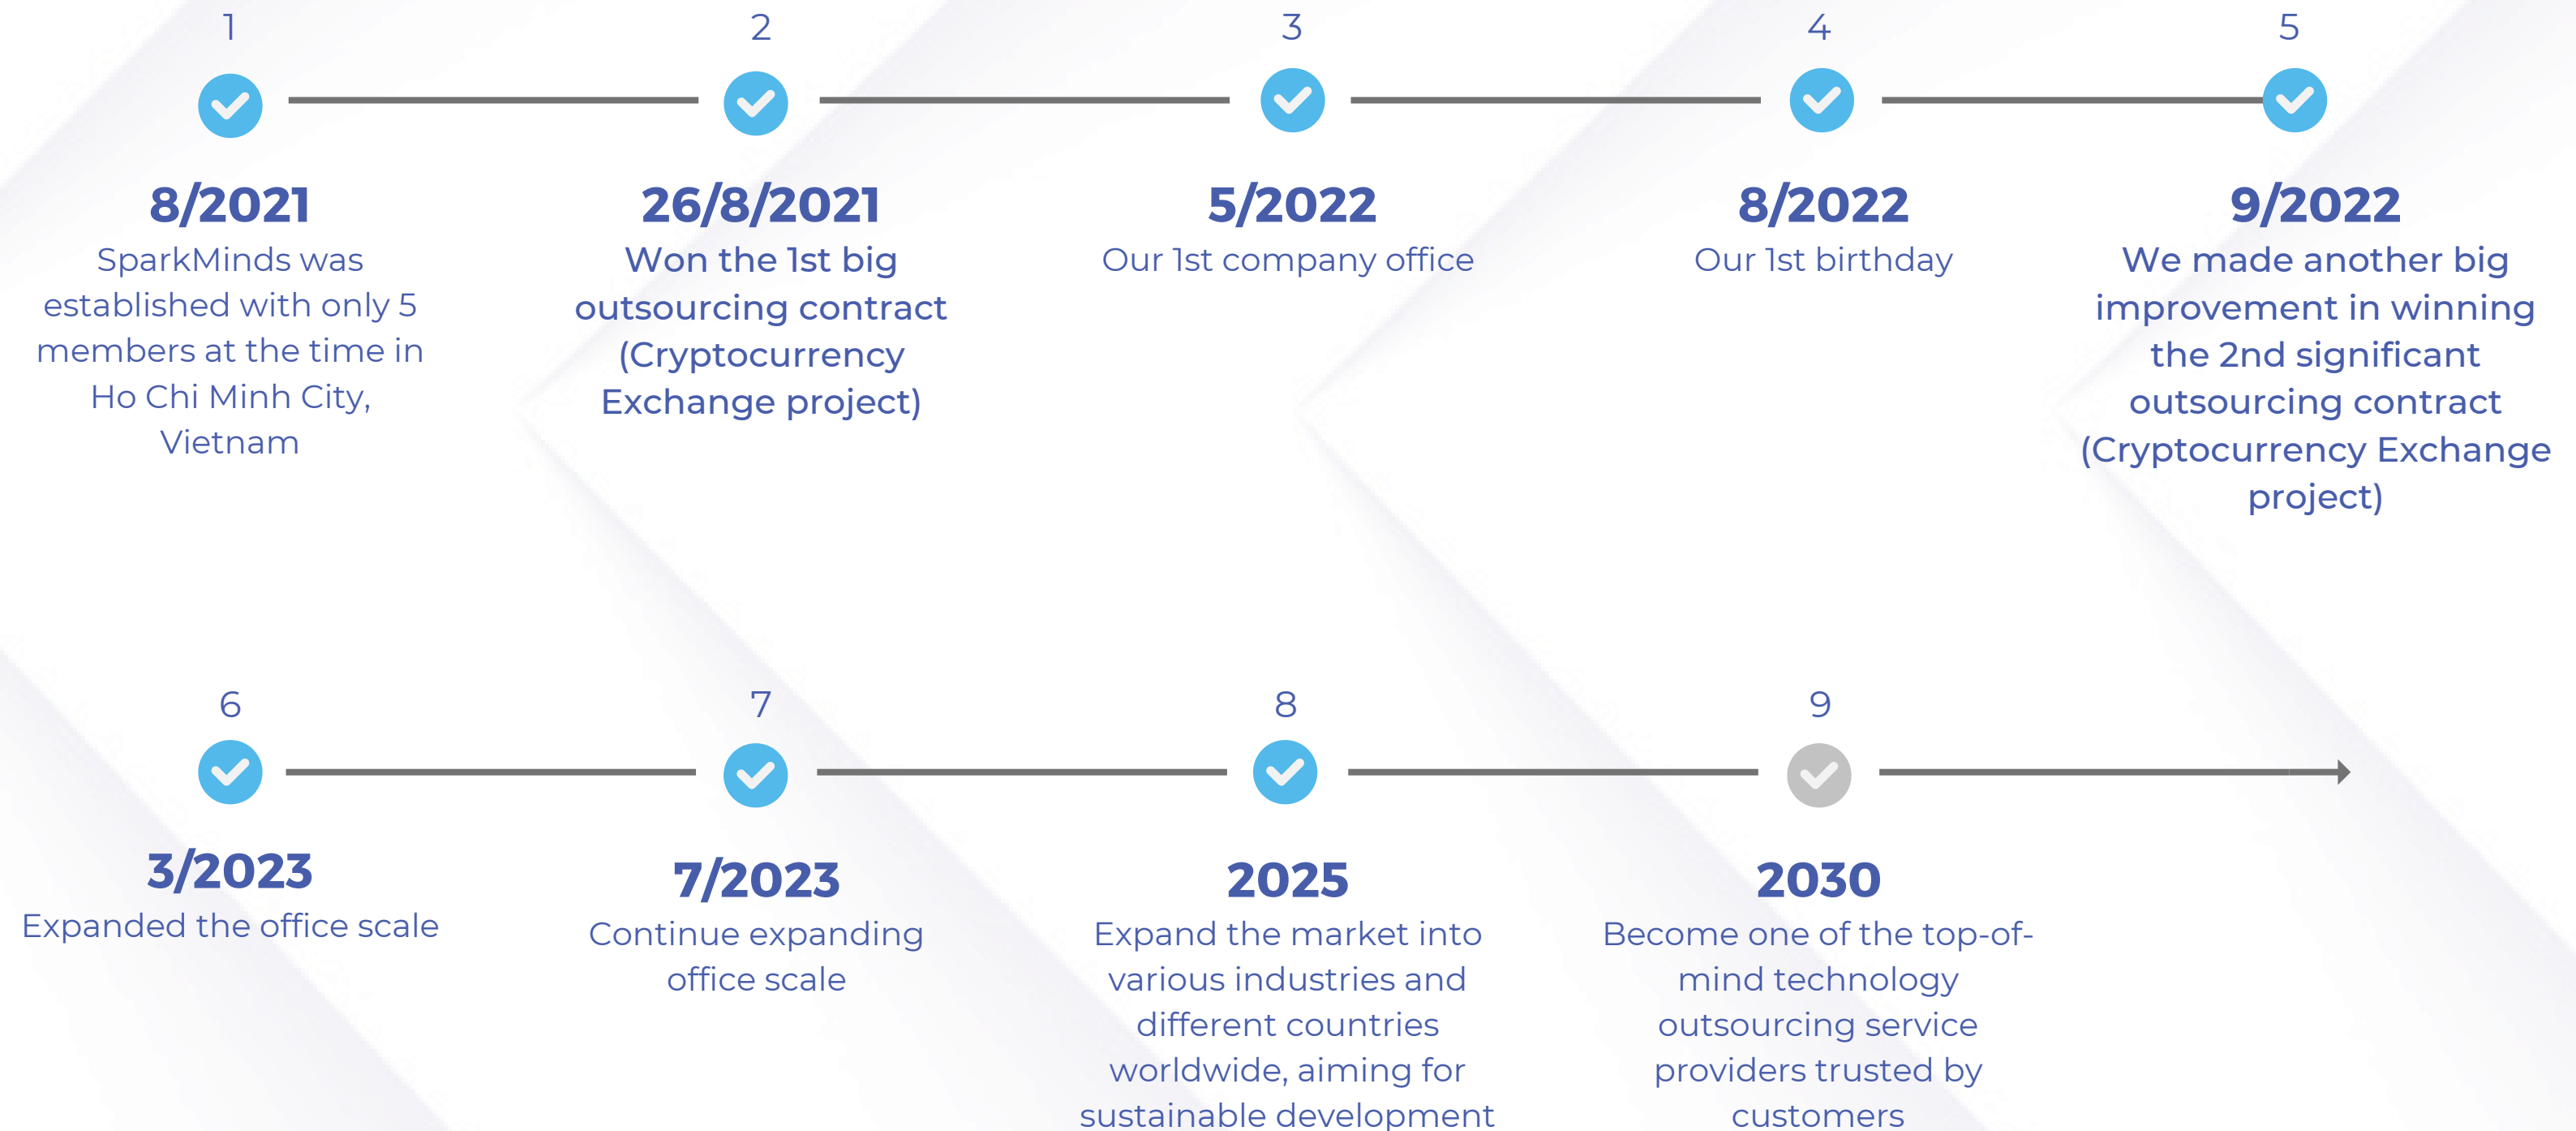 1
2
3
4
5
8/2021
SparkMinds was
established with only 5
members at the time in
Ho Chi Minh City,
Vietnam
26/8/2021
Won the 1st big
outsourcing contract
(Cryptocurrency
Exchange project)
5/2022
Our 1st company office
8/2022
Our 1st birthday
9/2022
We made another big
improvement in winning
the 2nd significant
outsourcing contract
(Cryptocurrency Exchange
project)
6
7
8
9
3/2023
Expanded the office scale
7/2023
Continue expanding
office scale
2025
Expand the market into
various industries and
different countries
worldwide, aiming for
sustainable development
2030
Become one of the top-of-
mind technology
outsourcing service
providers trusted by
customers